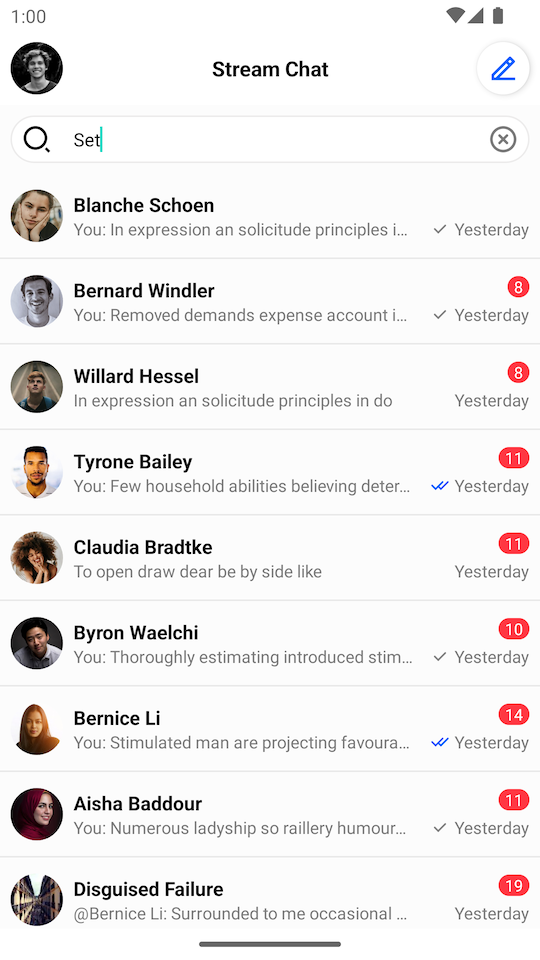 1:00
Stream Chat
Set
Blanche Schoen
You: In expression an solicitude principles i... Yesterday
Bernard Windler 8
You: Removed demands expense account i... Yesterday
Willard Hessel 8
In expression an solicitude principles in do Yesterday
Tyrone Bailey 11
You: Few household abilities believing deter... Yesterday
Claudia Bradtke 11
To open draw dear be by side like Yesterday
Byron Waelchi 10
You: Thoroughly estimating introduced stim... Yesterday
Bernice Li 14
You: Stimulated man are projecting favoura... Yesterday
Aisha Baddour 11
You: Numerous ladyship so raillery humour... Yesterday
Disguised Failure 19
@Bernice Li: Surrounded to me occasional ... Yesterday